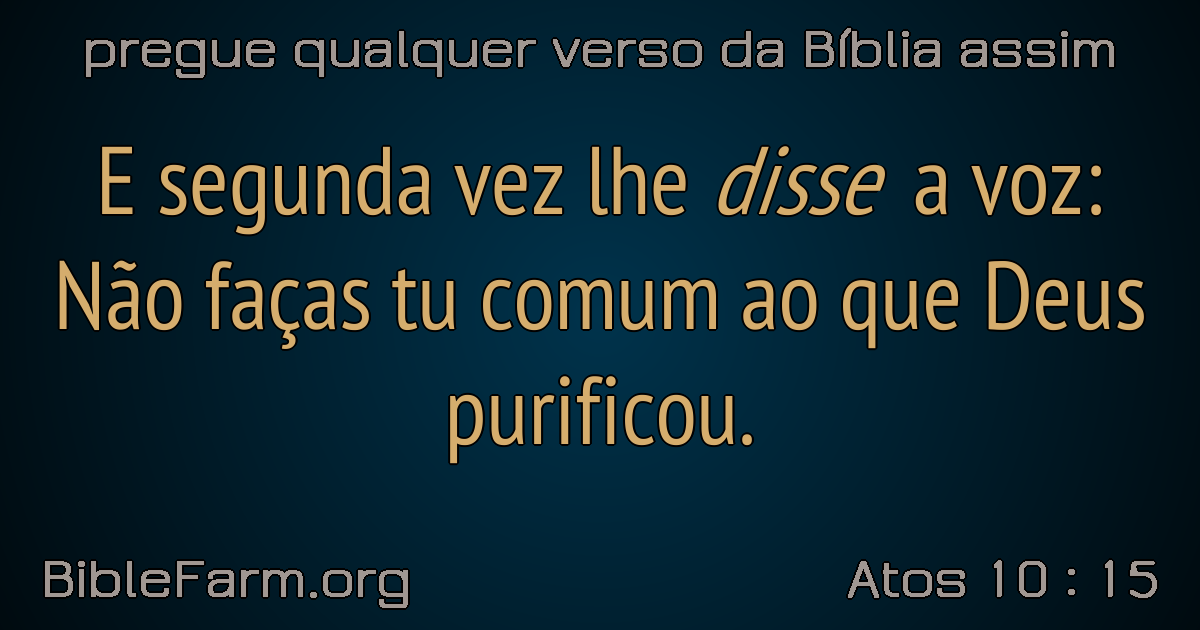 pregue qualquer verso da Bíblia assim
E segunda vez lhe disse a voz:
Não faças tu comum ao que Deus
purificou.
BibleFarm.org
Atos 10 : 15